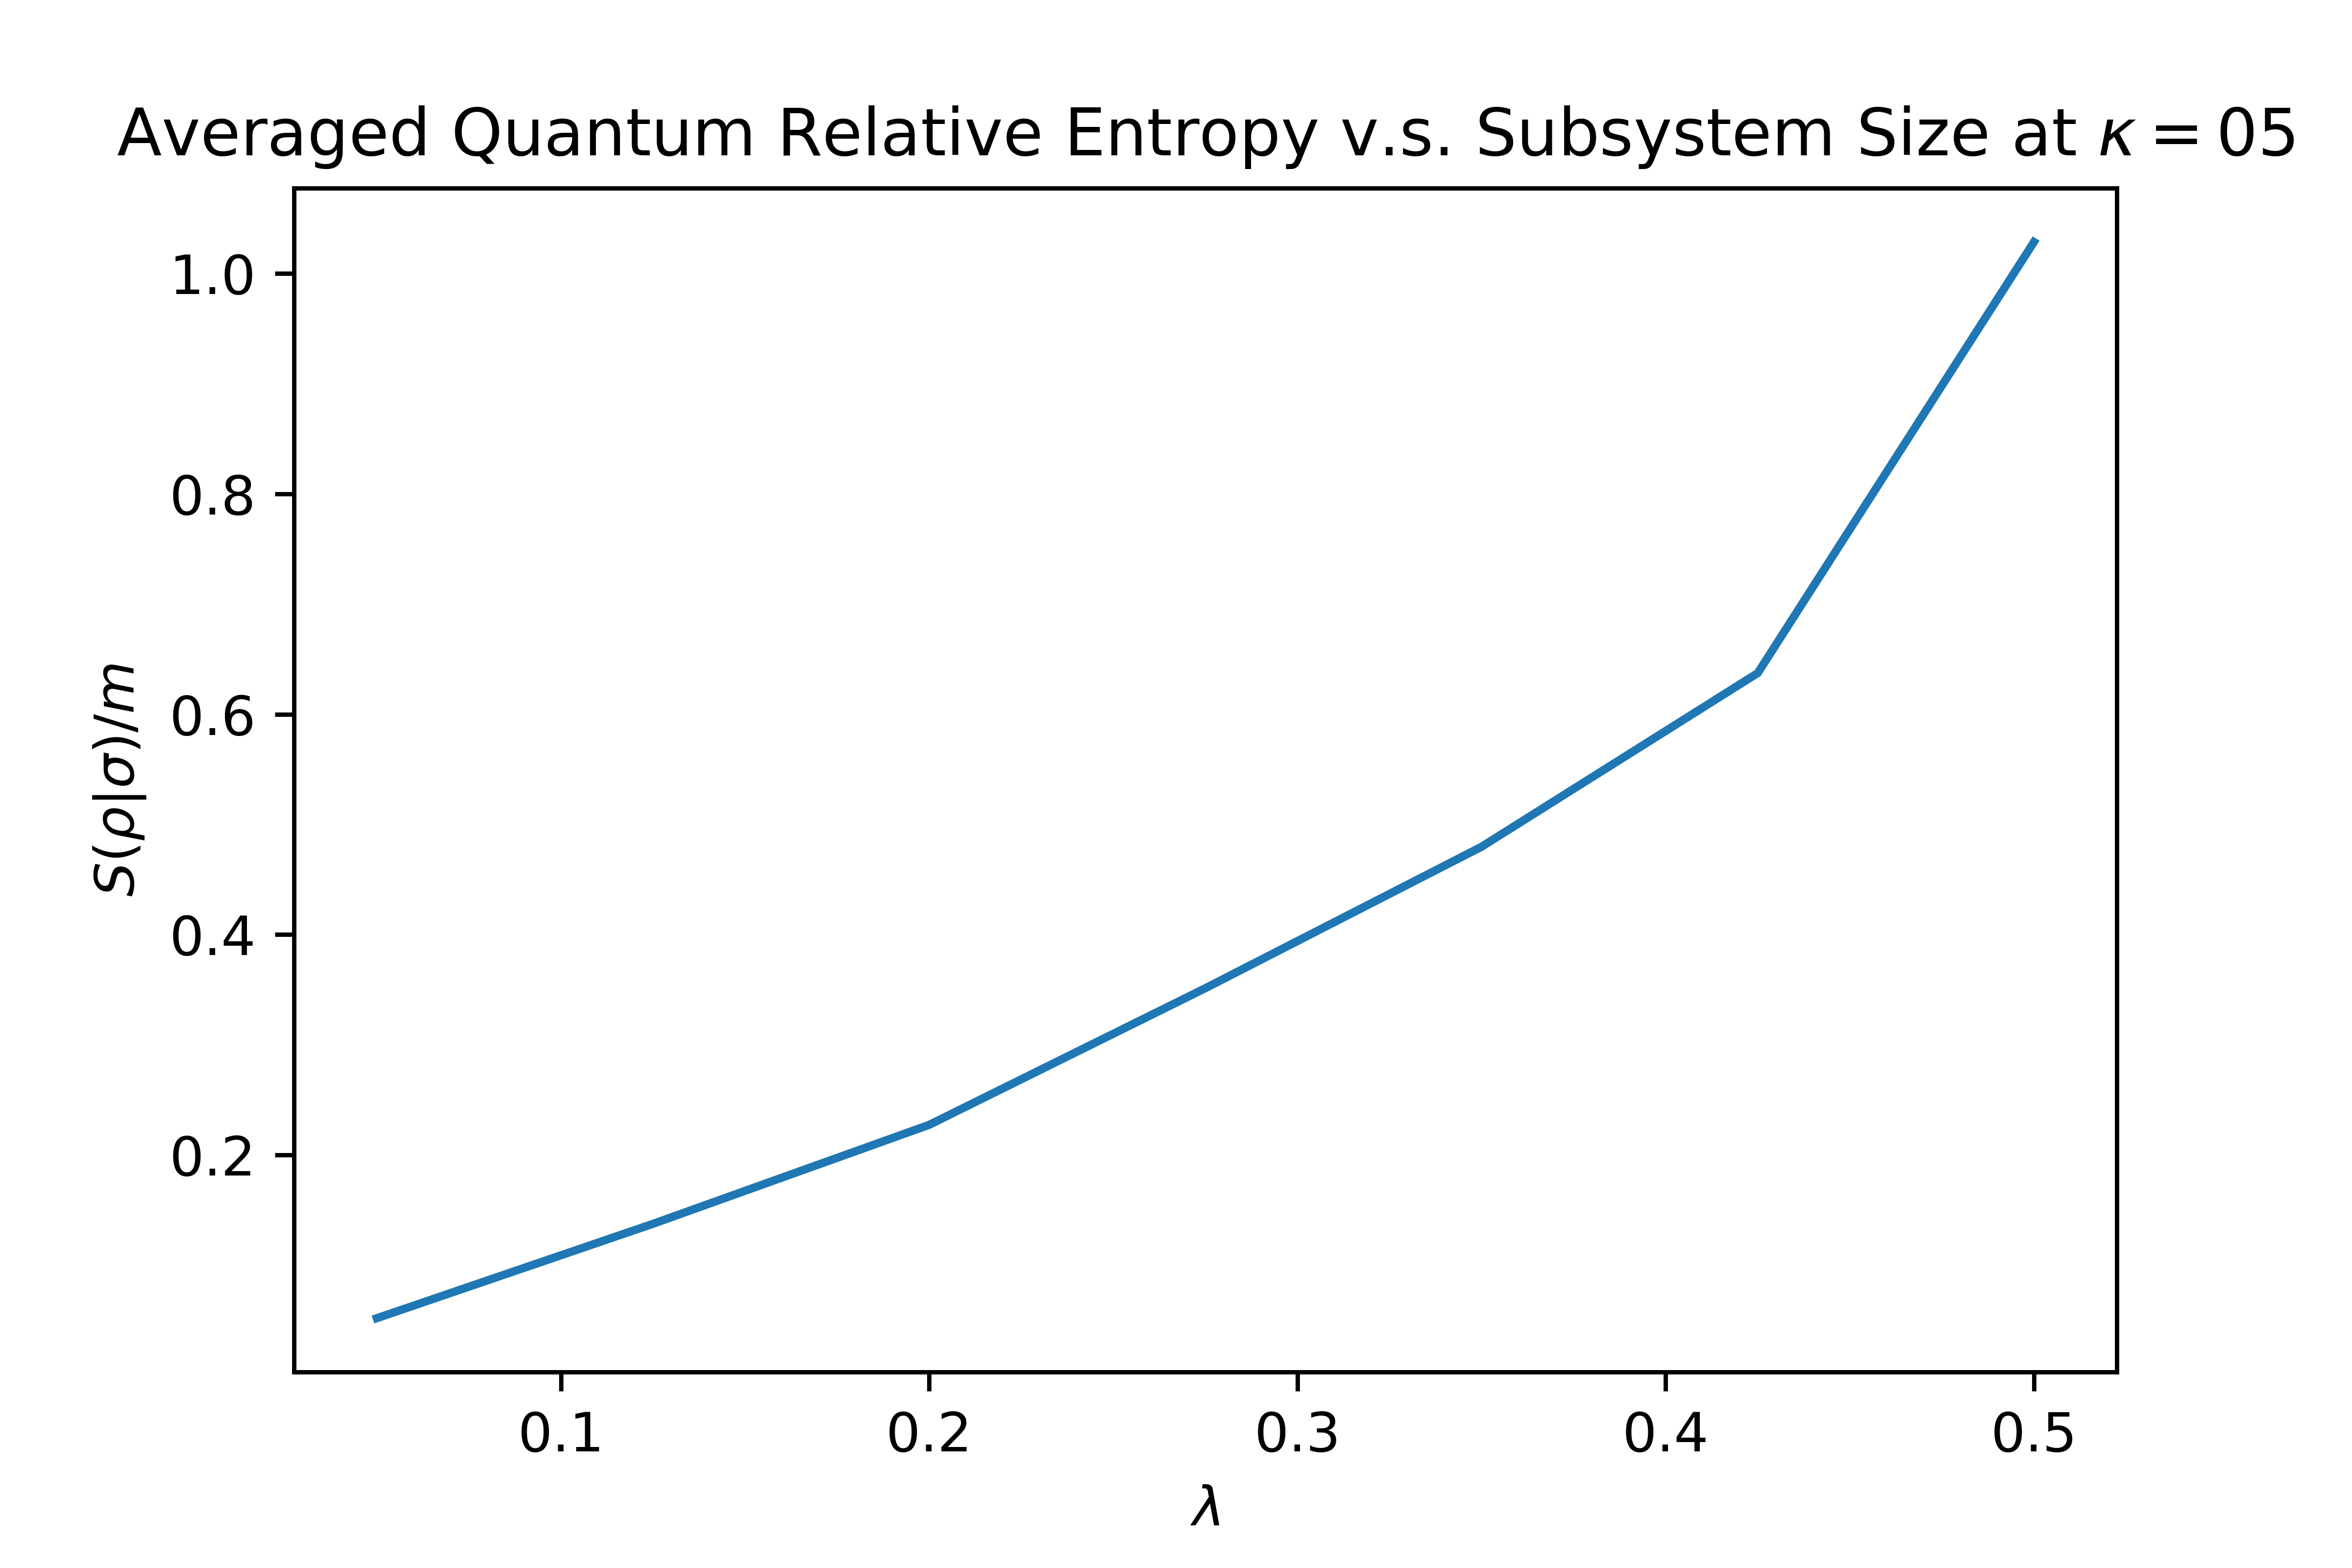 Averaged Quantum Relative Entropy v.s. Subsystem Size at κ = 05
1.0
0.8
0.6
0.4
0.2
S(ρ|σ)/m
0.1 0.2 0.3 0.4 0.5
λ